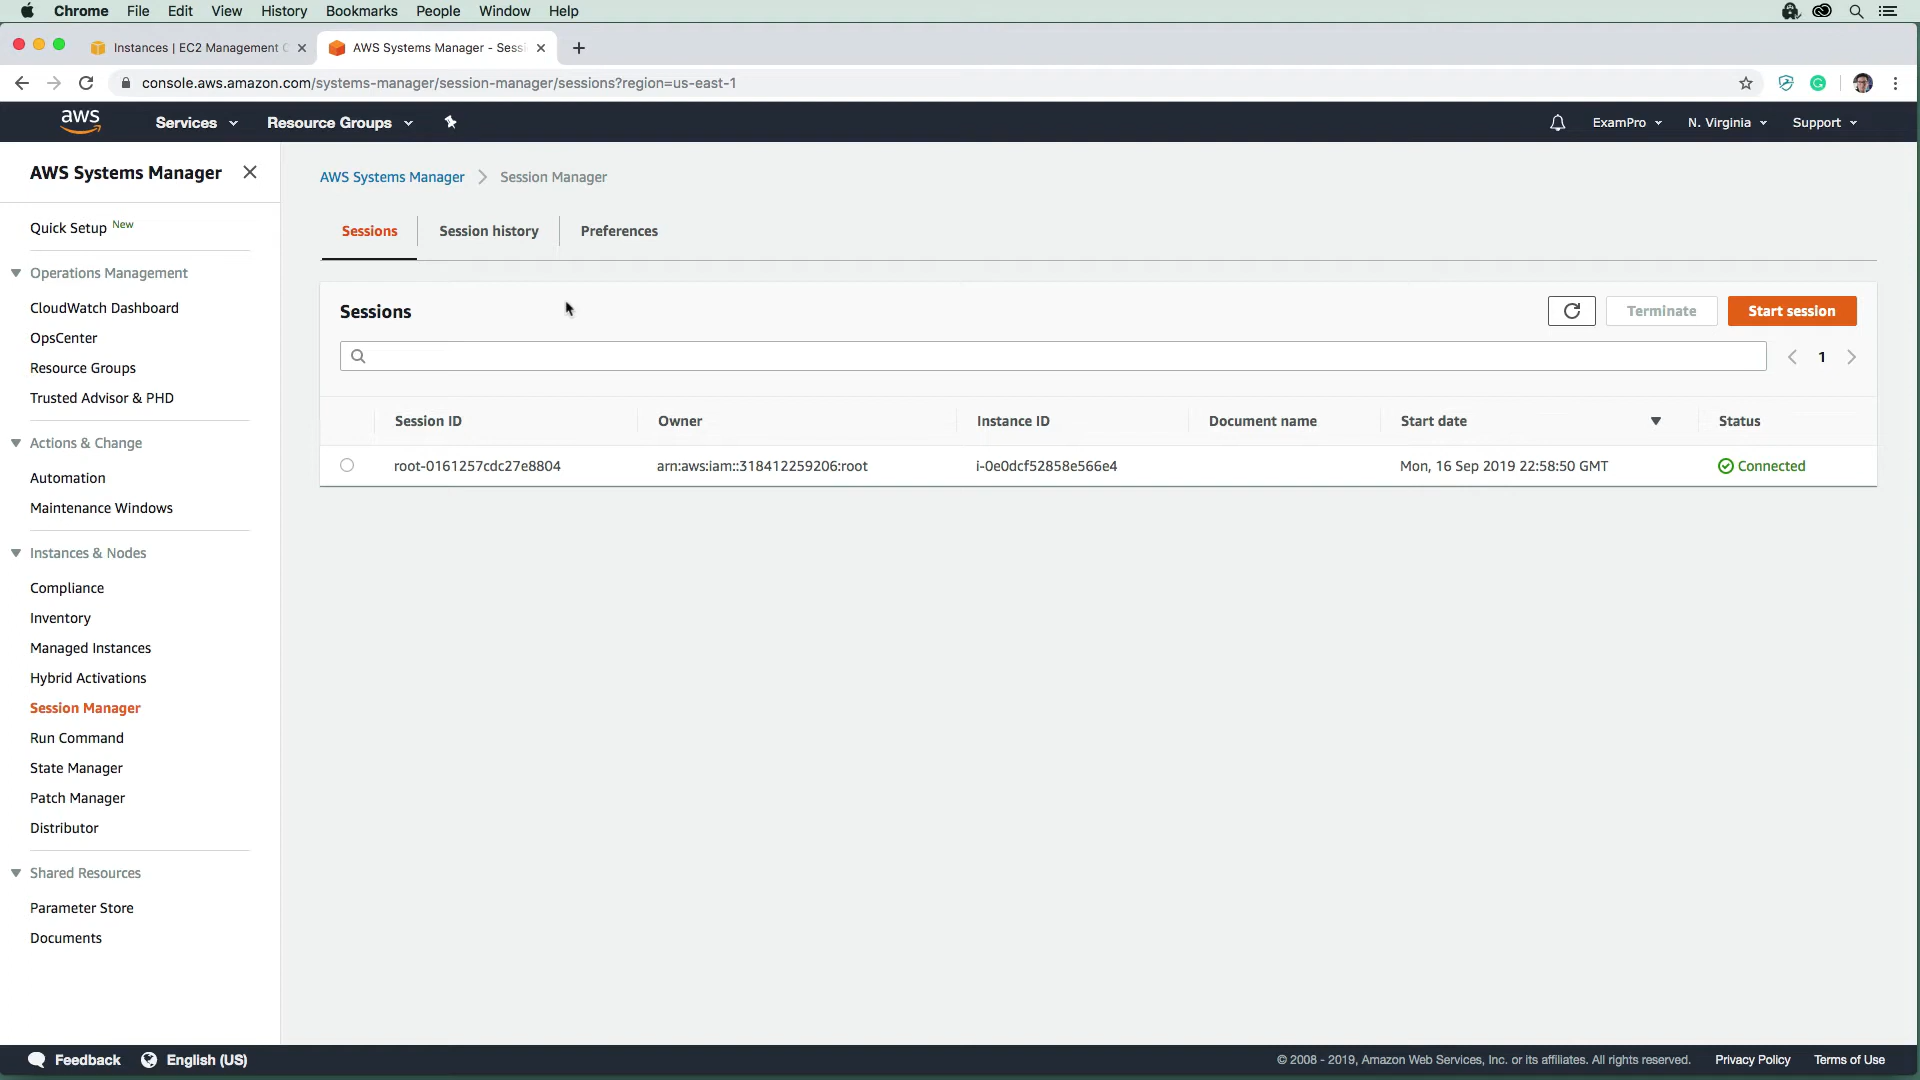 Chrome File Edit View History Bookmarks People Window Help
Instances | EC2 Management C
AWS Systems Manager - Sess
console.aws.amazon.com/systems-manager/session-manager/sessions?region=us-east-1
aws Services Resource Groups ExamPro N. Virginia Support
AWS Systems Manager
Quick Setup New
Operations Management
CloudWatch Dashboard
OpsCenter
Resource Groups
Trusted Advisor & PHD
Actions & Change
Automation
Maintenance Windows
Instances & Nodes
Compliance
Inventory
Managed Instances
Hybrid Activations
Session Manager
Run Command
State Manager
Patch Manager
Distributor
Shared Resources
Parameter Store
Documents
AWS Systems Manager Session Manager
Sessions Session history Preferences
Sessions Terminate Start session
1
Session ID Owner Instance ID Document name Start date Status
root-0161257cdc27e8804 arn:aws:iam::318412259206:root i-0e0dcf52858e566e4 Mon, 16 Sep 2019 22:58:50 GMT Connected
Feedback English (US) © 2008 - 2019, Amazon Web Services, Inc. or its affiliates. All rights reserved. Privacy Policy Terms of Use